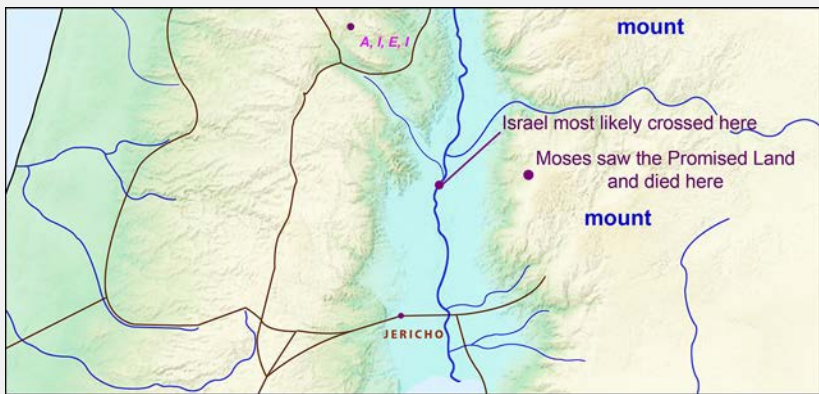 mount
A, I, E, I
Israel most likely crossed here
Moses saw the Promised Land
and died here
mount
JERICHO